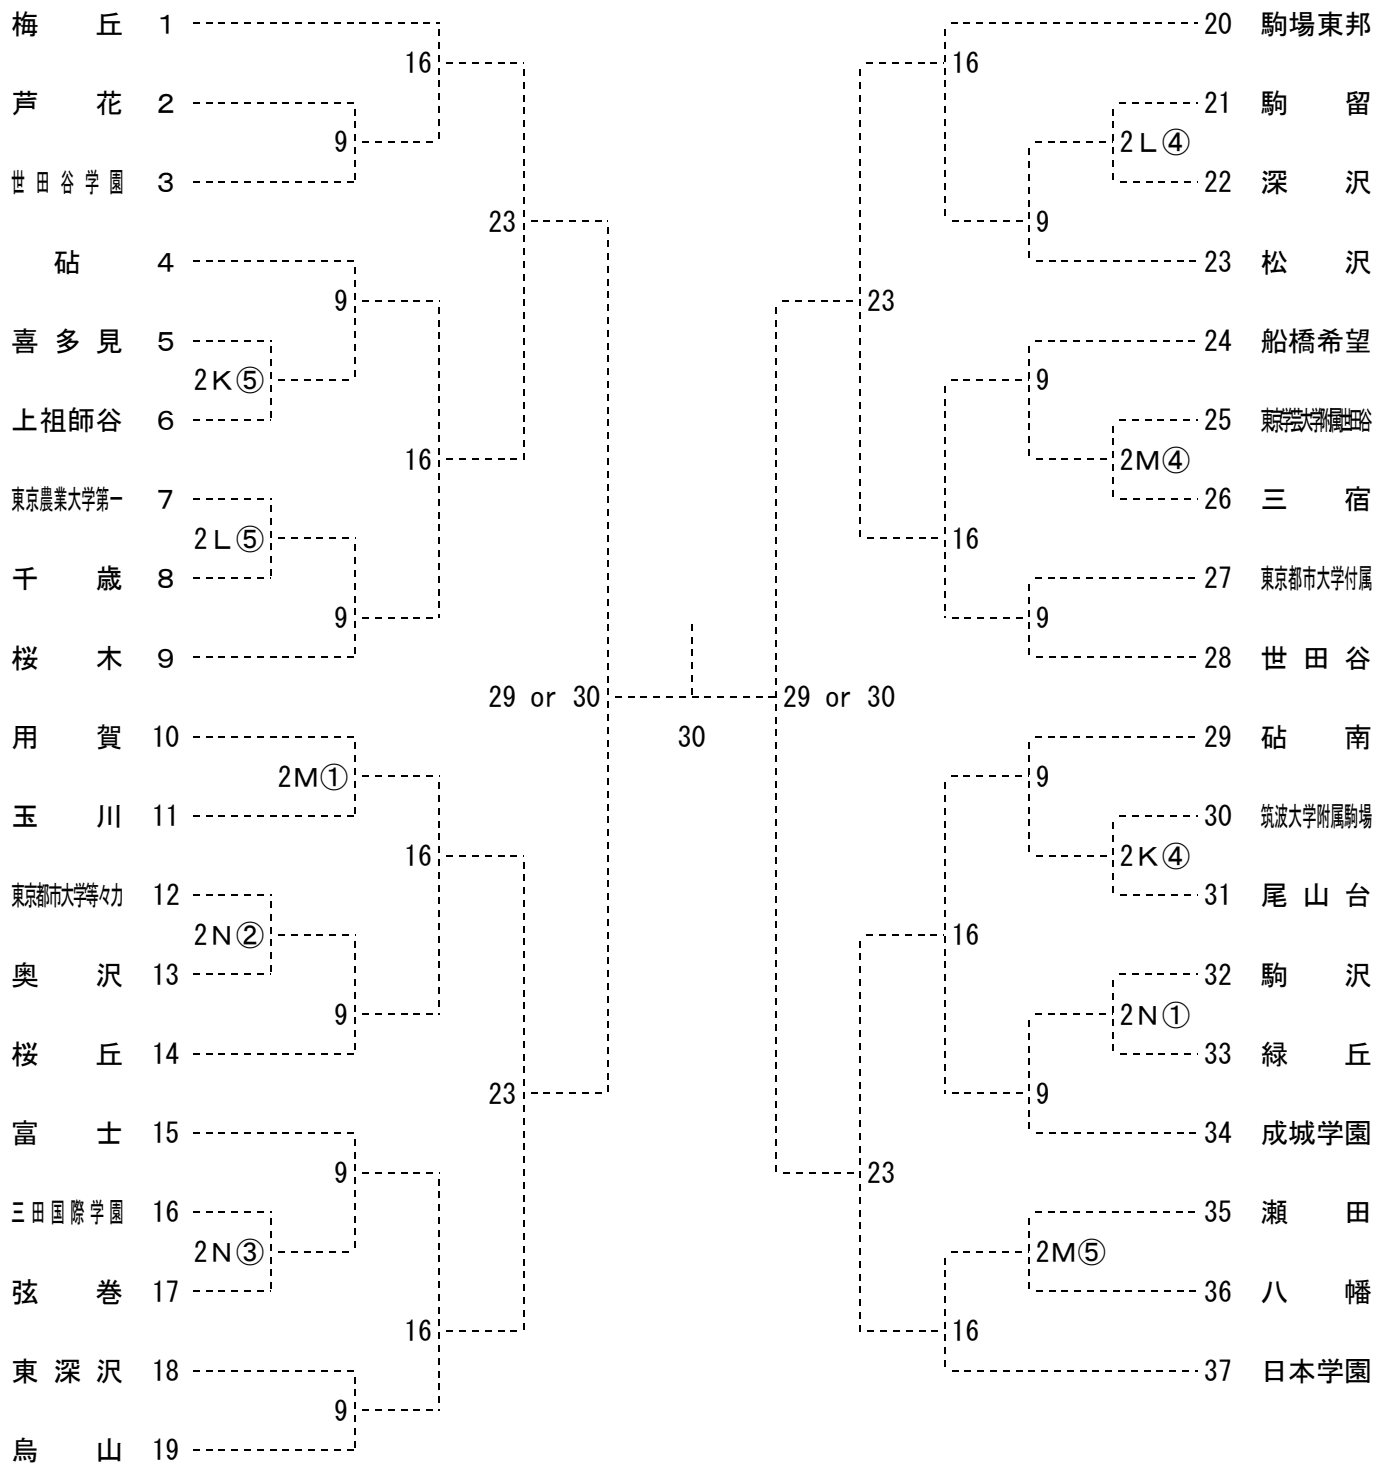 梅丘 1
16
芦花 2
9
世田谷学園 3
23
砧 4
9
喜多見 5
2K⑤
上祖師谷 6
16
東京農業大学第一 7
2L⑤
千歳 8
9
桜木 9
29 or 30
用賀 10
2M①
玉川 11
16
東京都市大学等々力 12
2N②
奥沢 13
9
桜丘 14
23
富士 15
9
三田国際学園 16
2N③
弦巻 17
16
東深沢 18
9
烏山 19
30
20 駒場東邦
16
21 駒留
2L④
22 深沢
9
23 松沢
23
24 船橋希望
9
25 東京学芸大学附属世田谷
2M④
26 三宿
16
27 東京都市大学付属
9
28 世田谷
29 or 30
29 砧南
9
30 筑波大学附属駒場
2K④
31 尾山台
16
32 駒沢
2N①
33 緑丘
9
34 成城学園
23
35 瀬田
2M⑤
36 八幡
16
37 日本学園